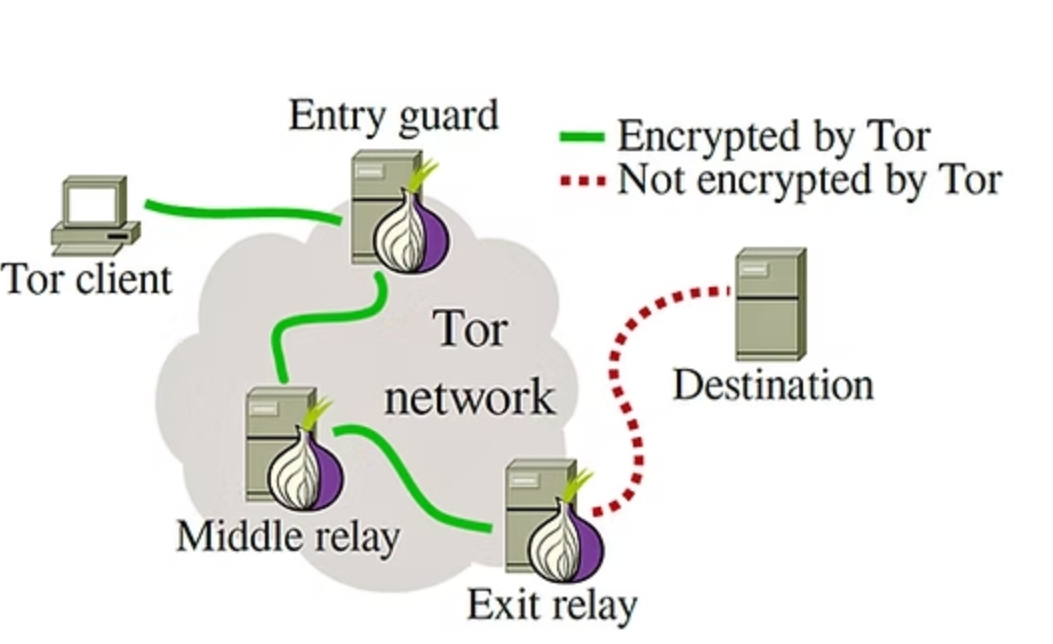 Entry guard
Encrypted by Tor
Not encrypted by Tor
Tor client
Tor
network
Destination
Middle relay
Exit relay